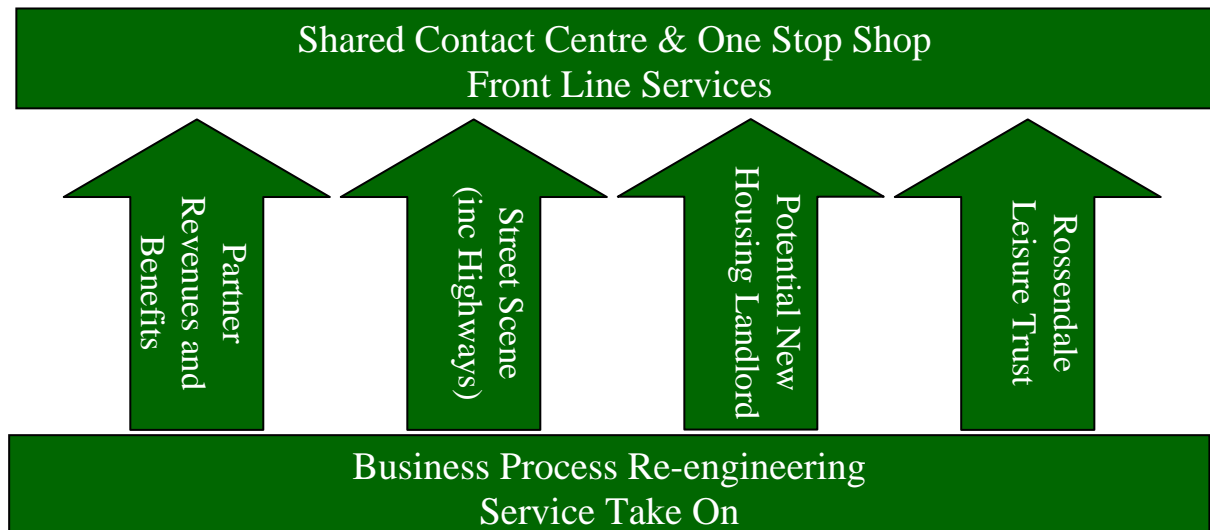 Shared Contact Centre & One Stop Shop
Front Line Services
Partner
Revenues and
Benefits
Street Scene
(inc Highways)
Potential New
Housing Landlord
Rossendale
Leisure Trust
Business Process Re-engineering
Service Take On